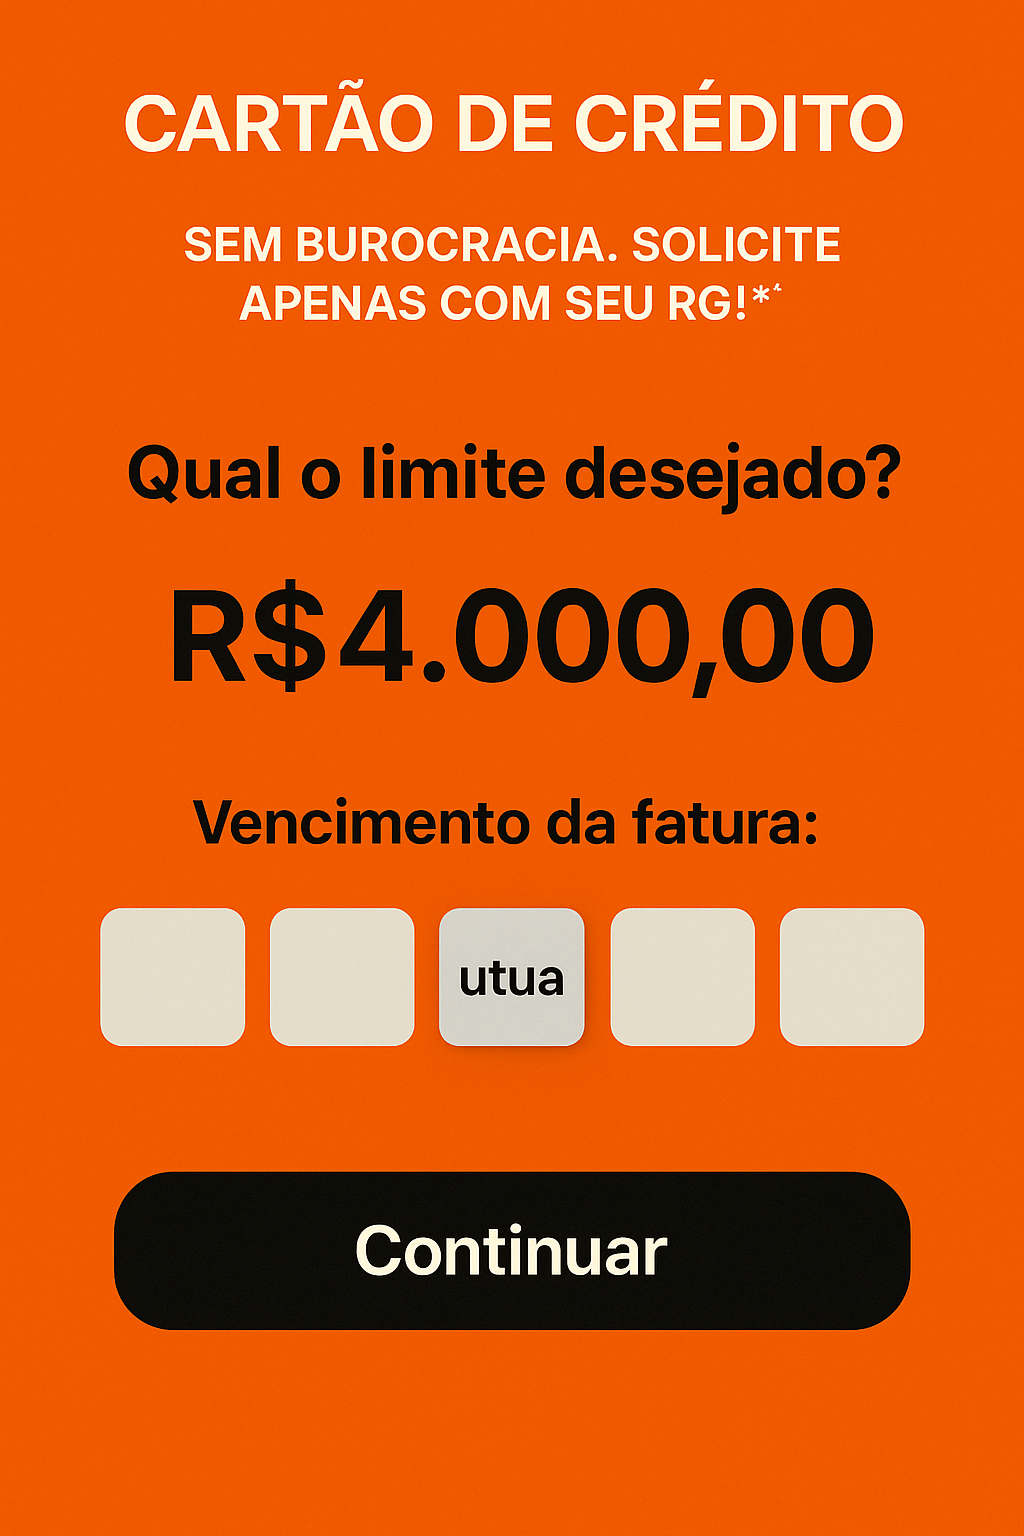 CARTÃO DE CRÉDITO
SEM BUROCRACIA. SOLICITE
APENAS COM SEU RG!*
Qual o limite desejado?
R$4.000,00
Vencimento da fatura:
utua
Continuar